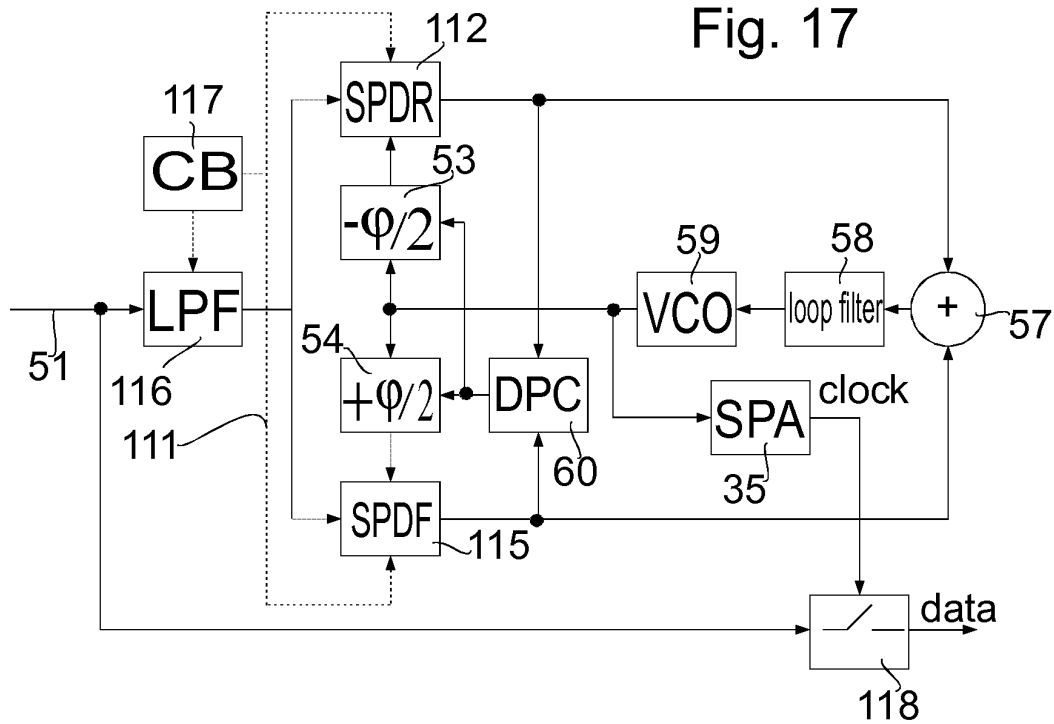 Fig. 17
112
SPDR
117
CB
53
-φ/2
59
VCO
58
loop filter
+
57
51
LPF
116
54
+φ/2
DPC
60
clock
SPA
35
111
SPDF
115
data
118